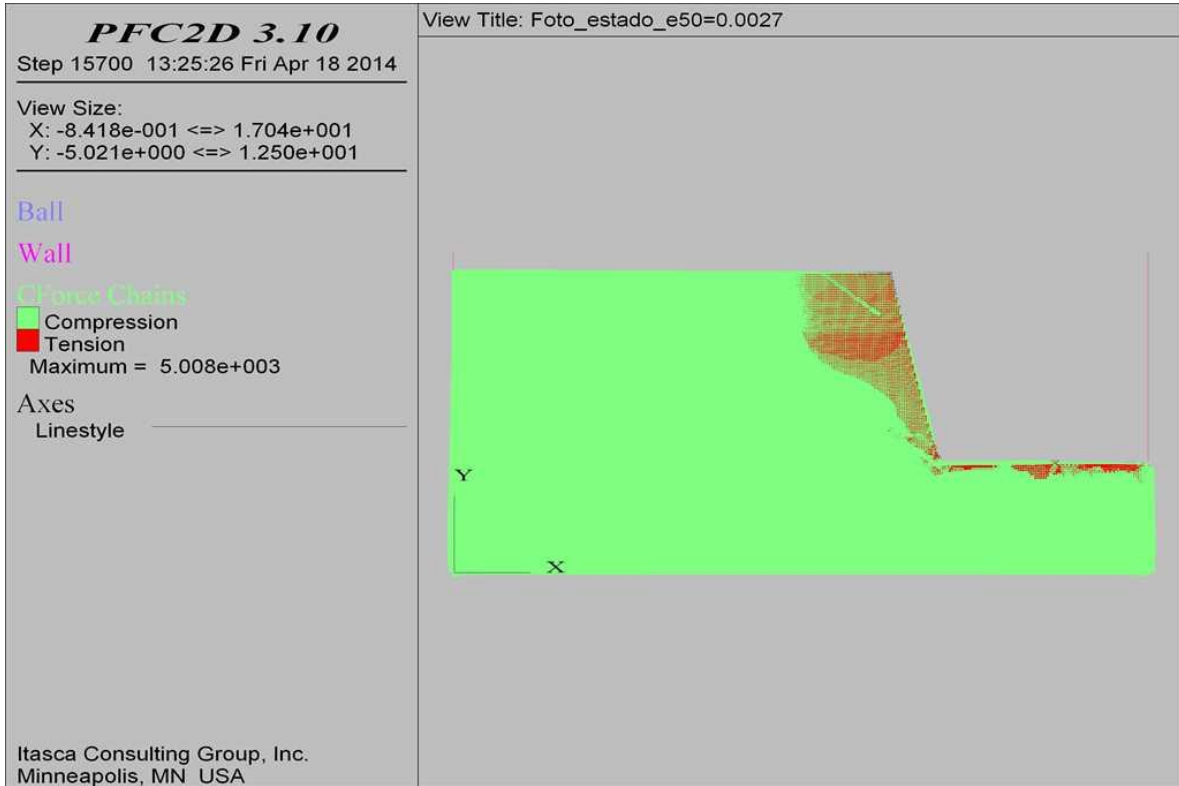 PFC2D 3.10
Step 15700  13:25:26 Fri Apr 18 2014
View Size:
X: -8.418e-001 <=> 1.704e+001
Y: -5.021e+000 <=> 1.250e+001
Ball
Wall
CForce Chains
Compression
Tension
Maximum =  5.008e+003
Axes
Linestyle
Itasca Consulting Group, Inc.
Minneapolis, MN  USA
View Title: Foto_estado_e50=0.0027
Y
X